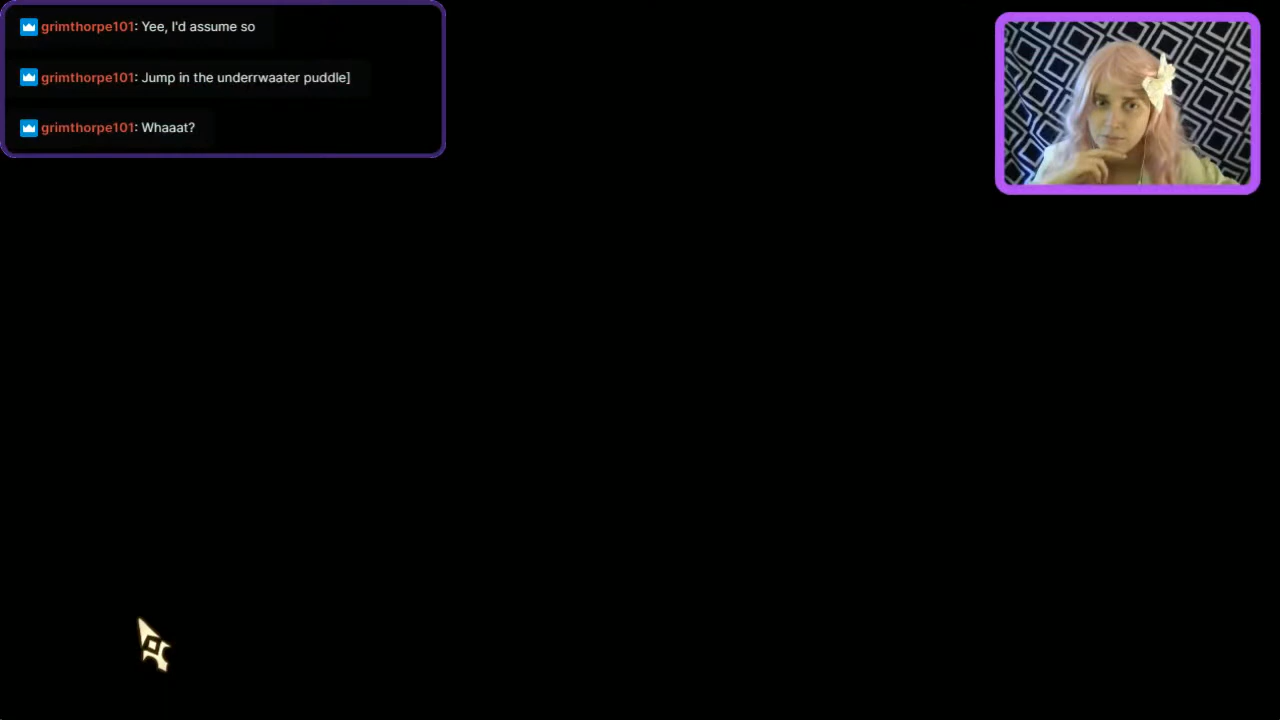 grimthorpe101: Yee, I'd assume so
grimthorpe101: Jump in the underrwaater puddle]
grimthorpe101: Whaaat?